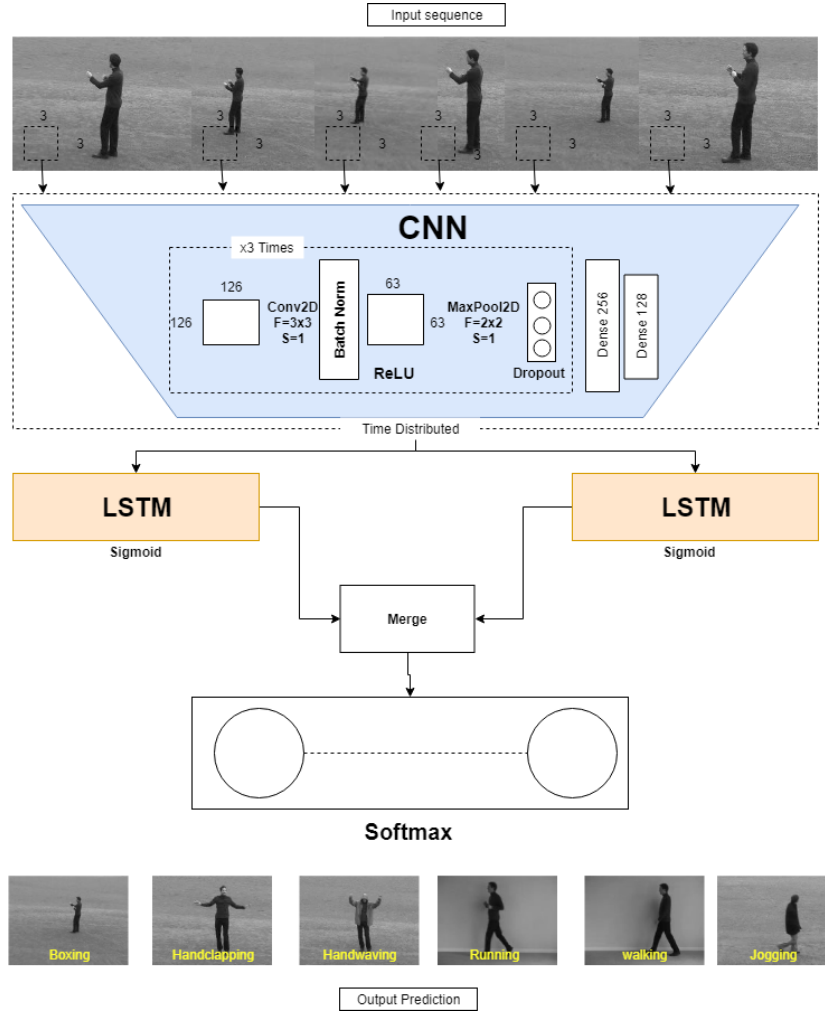 Input sequence
3
3
3
3
3
3
3
3
3
3
3
3
CNN
x3 Times
126
126
Conv2D
F=3x3
S=1
Batch Norm
63
63
ReLU
MaxPool2D
F=2x2
S=1
Dropout
Dense 256
Dense 128
Time Distributed
LSTM
LSTM
Sigmoid
Sigmoid
Merge
Softmax
Boxing
Handclapping
Handwaving
Running
walking
Jogging
Output Prediction